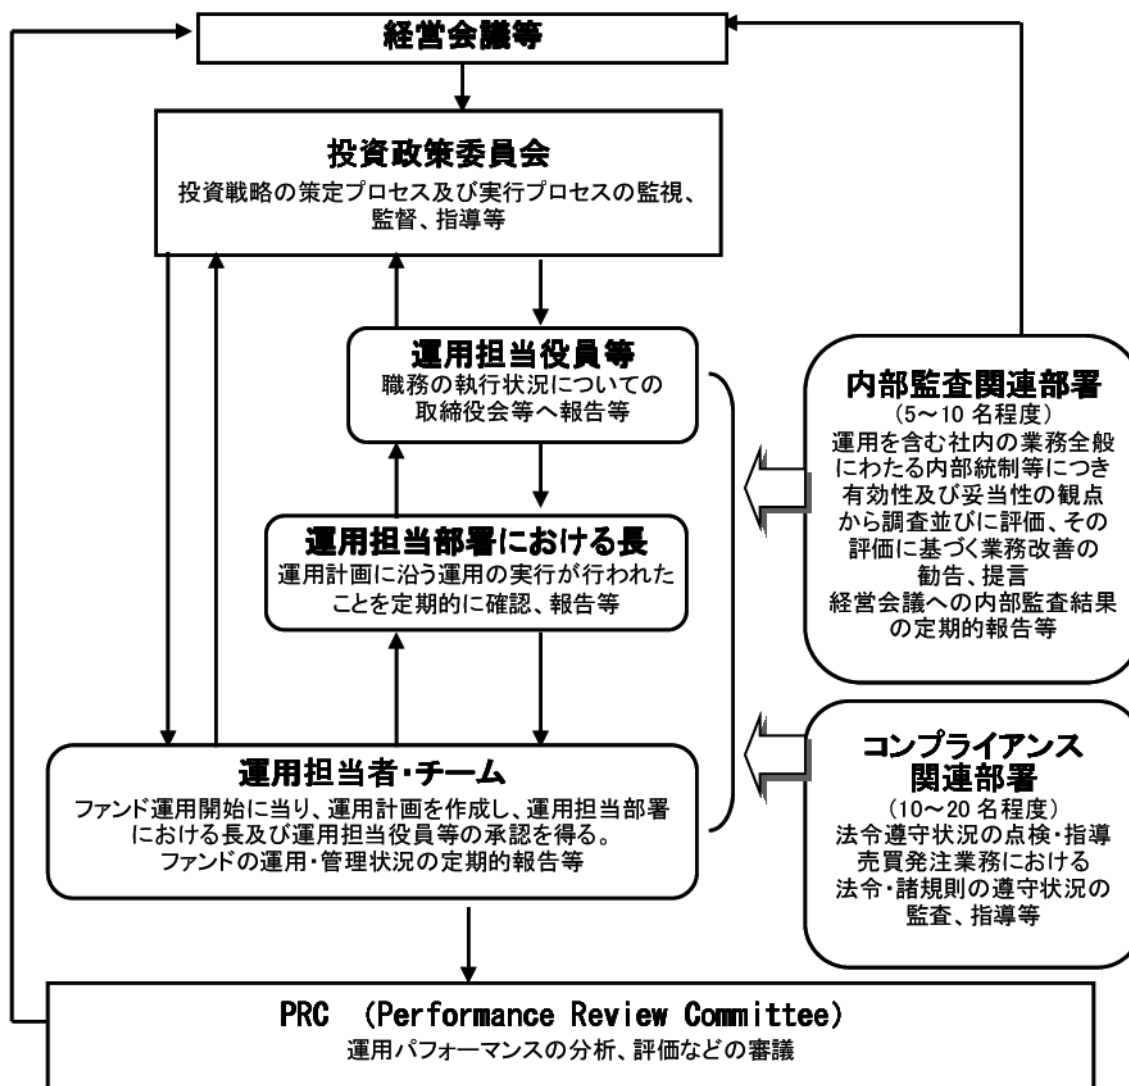 経営会議等
投資政策委員会
投資戦略の策定プロセス及び実行プロセスの監視、
監督、指導等
運用担当役員等
職務の執行状況についての
取締役会等へ報告等
運用担当部署における長
運用計画に沿う運用の実行が行われた
ことを定期的に確認、報告等
運用担当者・チーム
ファンド運用開始に当り、運用計画を作成し、運用担当部署
における長及び運用担当役員等の承認を得る。
ファンドの運用・管理状況の定期的報告等
内部監査関連部署
(5～10 名程度)
運用を含む社内の業務全般
にわたる内部統制等につき
有効性及び妥当性の観点
から調査並びに評価、その
評価に基づく業務改善の
勧告、提言
経営会議への内部監査結果
の定期的報告等
コンプライアンス
関連部署
(10～20 名程度)
法令遵守状況の点検・指導
売買発注業務における
法令・諸規則の遵守状況の
監査、指導等
PRC (Performance Review Committee)
運用パフォーマンスの分析、評価などの審議